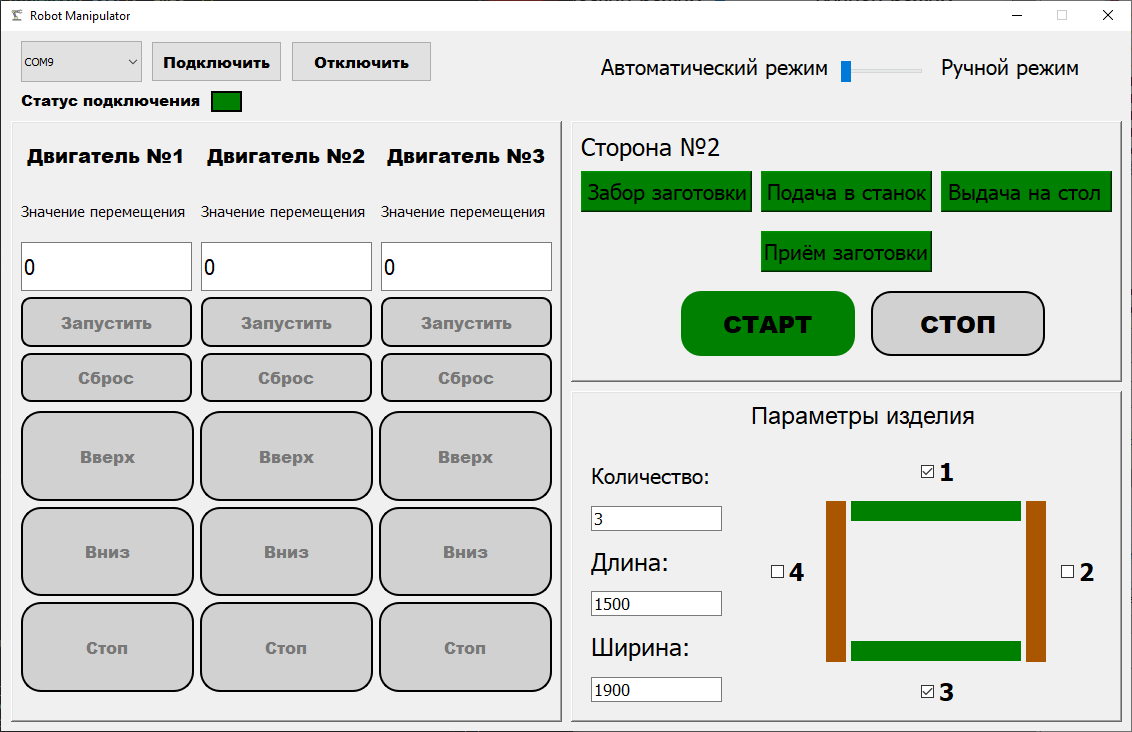 Robot Manipulator
COM9
Подключить
Отключить
Автоматический режим
Ручной режим
Статус подключения
Двигатель №1 Двигатель №2 Двигатель №3
Значение перемещения Значение перемещения Значение перемещения
0 0 0
Запустить Запустить Запустить
Сброс Сброс Сброс
Вверх Вверх Вверх
Вниз Вниз Вниз
Стоп Стоп Стоп
Сторона №2
Забор заготовки Подача в станок Выдача на стол
Приём заготовки
СТАРТ СТОП
Параметры изделия
Количество:
3
Длина:
1500
Ширина:
1900
1
4 2
3